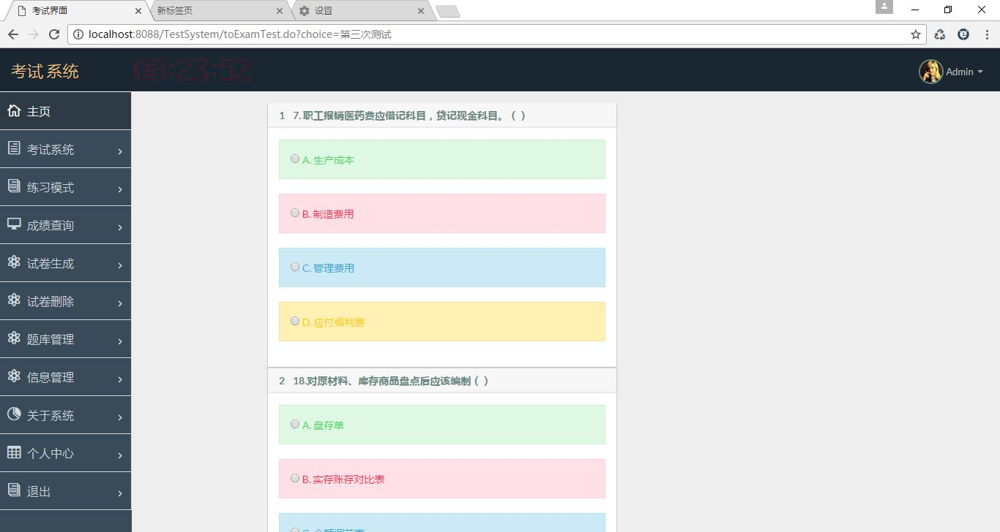 考试界面
新标签页
设置
localhost:8088/TestSystem/toExamTest.do?choice=第三次测试
考试 系统
08:23:52
Admin
主页
考试系统
练习模式
成绩查询
试卷生成
试卷删除
题库管理
信息管理
关于系统
个人中心
退出
1 7. 职工报销医药费应借记科目，贷记现金科目。（ ）
A. 生产成本
B. 制造费用
C. 管理费用
D. 应付福利费
2 18.对原材料、库存商品盘点后应该编制（ ）
A. 盘存单
B. 实存账存对比表